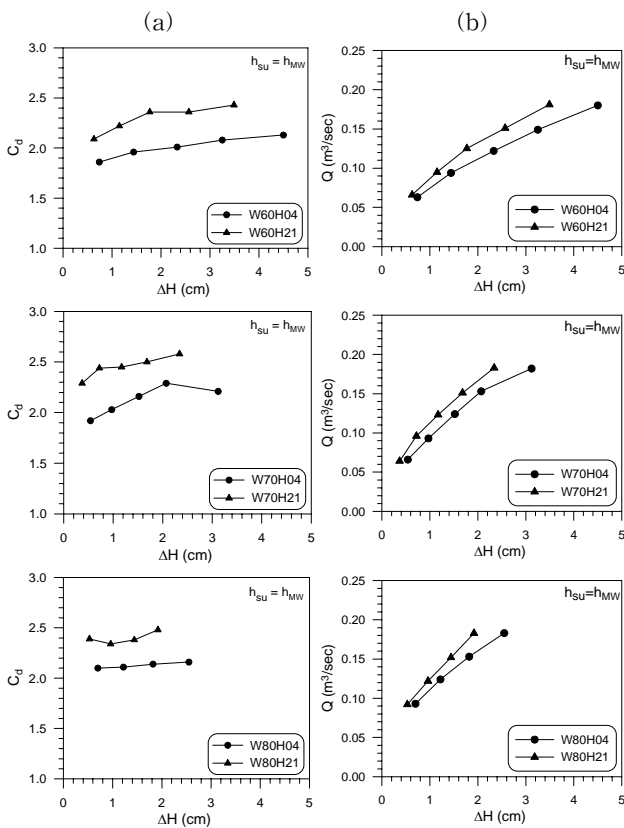 (a)
(b)
3.0
2.5
2.0
1.5
1.0
C_d
h_su = h_MW
W60H04
W60H21
0 1 2 3 4 5
ΔH (cm)
0.25
0.20
0.15
0.10
0.05
0.00
Q (m³/sec)
h_su=h_MW
W60H04
W60H21
0 1 2 3 4 5
ΔH (cm)
3.0
2.5
2.0
1.5
1.0
C_d
h_su = h_MW
W70H04
W70H21
0 1 2 3 4 5
ΔH (cm)
0.25
0.20
0.15
0.10
0.05
0.00
Q (m³/sec)
h_su=h_MW
W70H04
W70H21
0 1 2 3 4 5
ΔH (cm)
3.0
2.5
2.0
1.5
1.0
C_d
h_su = h_MW
W80H04
W80H21
0 1 2 3 4 5
ΔH (cm)
0.25
0.20
0.15
0.10
0.05
0.00
Q (m³/sec)
h_su=h_MW
W80H04
W80H21
0 1 2 3 4 5
ΔH (cm)